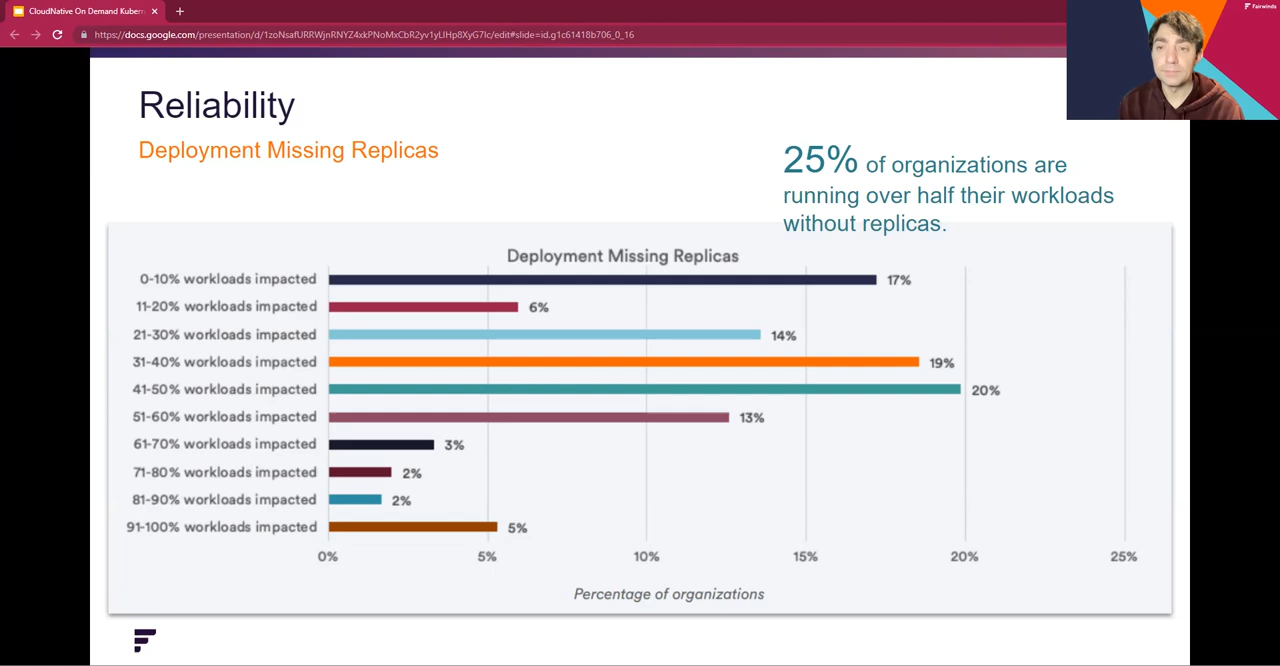 CloudNative On Demand Kubern
https://docs.google.com/presentation/d/1zoNsafURRWjnRNYZ4xkPNoMxCbR2yv1yLlHp8XyG7lc/edit#slide=id.g1c61418b706_0_16
Fairwinds
Reliability
Deployment Missing Replicas
25% of organizations are
running over half their workloads
without replicas.
Deployment Missing Replicas
0-10% workloads impacted 17%
11-20% workloads impacted 6%
21-30% workloads impacted 14%
31-40% workloads impacted 19%
41-50% workloads impacted 20%
51-60% workloads impacted 13%
61-70% workloads impacted 3%
71-80% workloads impacted 2%
81-90% workloads impacted 2%
91-100% workloads impacted 5%
0% 5% 10% 15% 20% 25%
Percentage of organizations